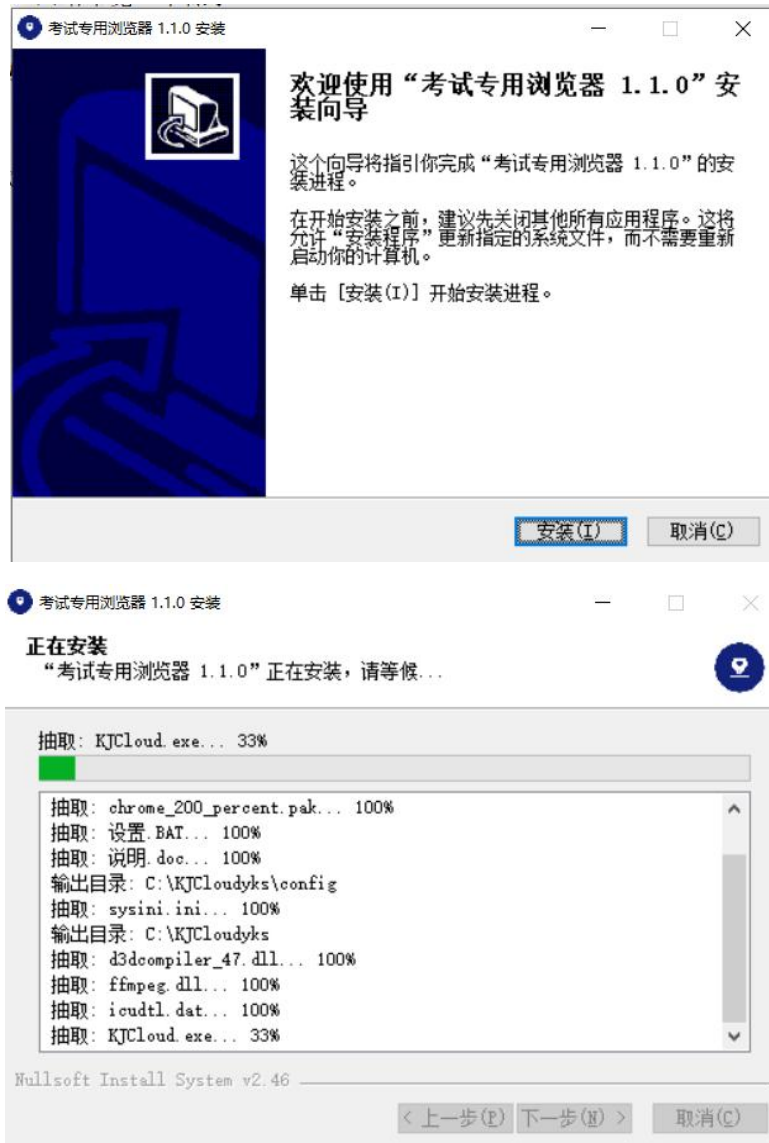 考试专用浏览器 1.1.0 安装
欢迎使用“考试专用浏览器 1.1.0”安
装向导
这个向导将指引你完成“考试专用浏览器 1.1.0”的安
装进程。
在开始安装之前，建议先关闭其他所有应用程序。这将
允许“安装程序”更新指定的系统文件，而不需要重新
启动你的计算机。
单击 [安装(I)] 开始安装进程。
安装(I)
取消(C)
考试专用浏览器 1.1.0 安装
正在安装
“考试专用浏览器 1.1.0”正在安装，请等候...
抽取: KJCloud.exe... 33%
抽取: chrome_200_percent.pak... 100%
抽取: 设置.BAT... 100%
抽取: 说明.doc... 100%
输出目录: C:\KJCloudyks\config
抽取: sysini.ini... 100%
输出目录: C:\KJCloudyks
抽取: d3dcompiler_47.dll... 100%
抽取: ffmpeg.dll... 100%
抽取: icudtl.dat... 100%
抽取: KJCloud.exe... 33%
Nullsoft Install System v2.46
< 上一步(P)
下一步(N) >
取消(C)